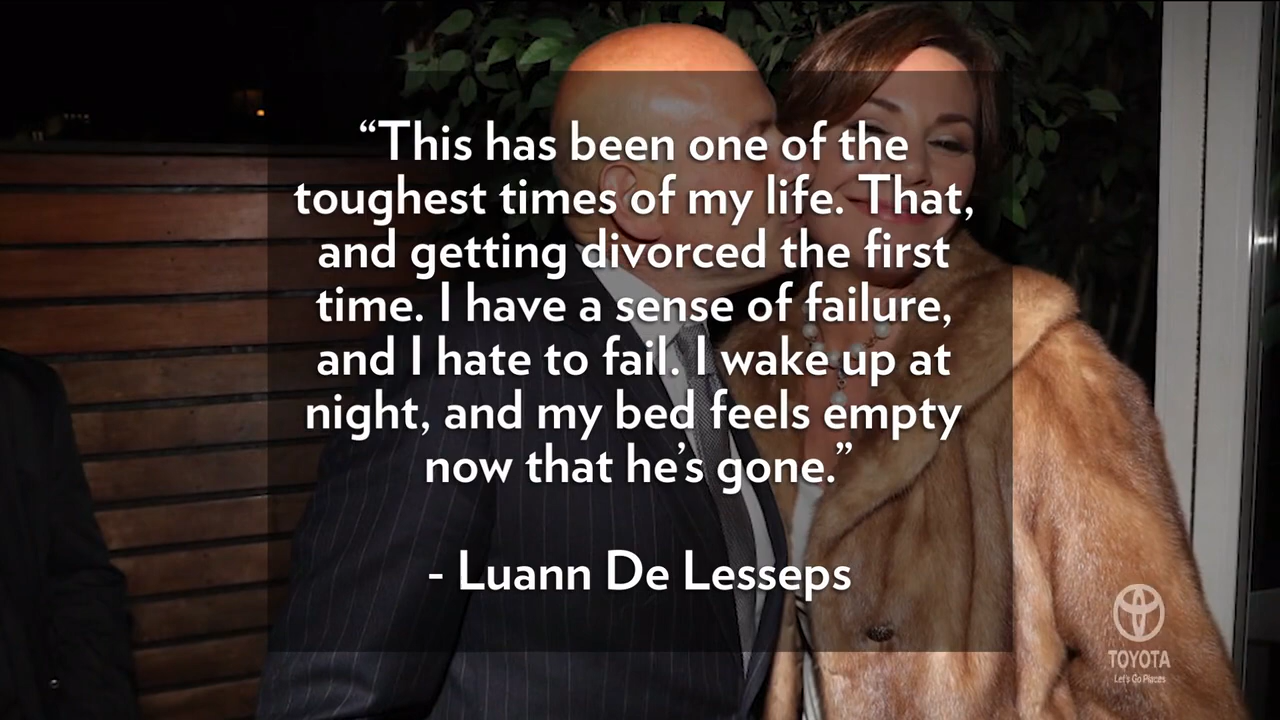 “This has been one of the
toughest times of my life. That,
and getting divorced the first
time. I have a sense of failure,
and I hate to fail. I wake up at
night, and my bed feels empty
now that he’s gone.”
- Luann De Lesseps
TOYOTA
Let's Go Places